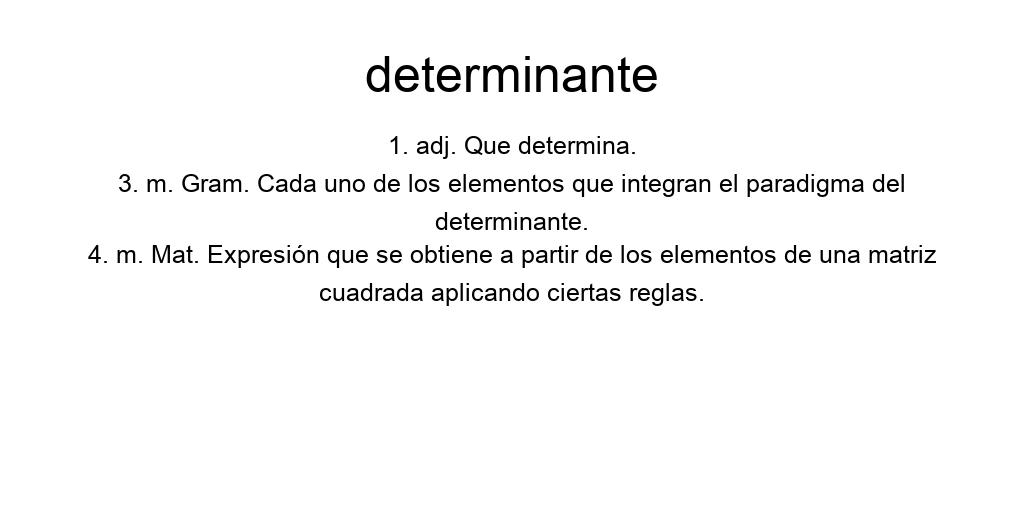 determinante
1. adj. Que determina.
3. m. Gram. Cada uno de los elementos que integran el paradigma del
determinante.
4. m. Mat. Expresión que se obtiene a partir de los elementos de una matriz
cuadrada aplicando ciertas reglas.